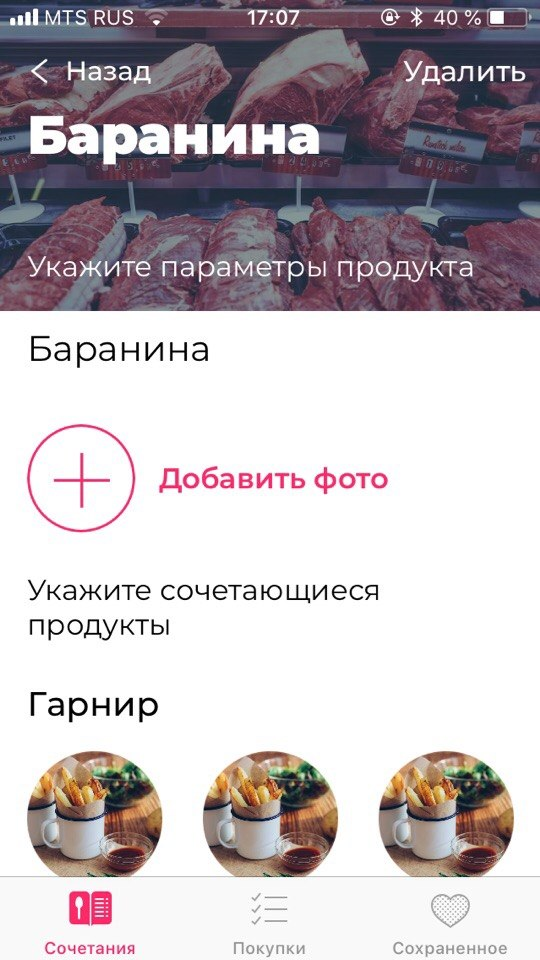 MTS RUS 17:07 40 %
Назад Удалить
Баранина
Укажите параметры продукта
Баранина
Добавить фото
Укажите сочетающиеся
продукты
Гарнир
Сочетания Покупки Сохраненное